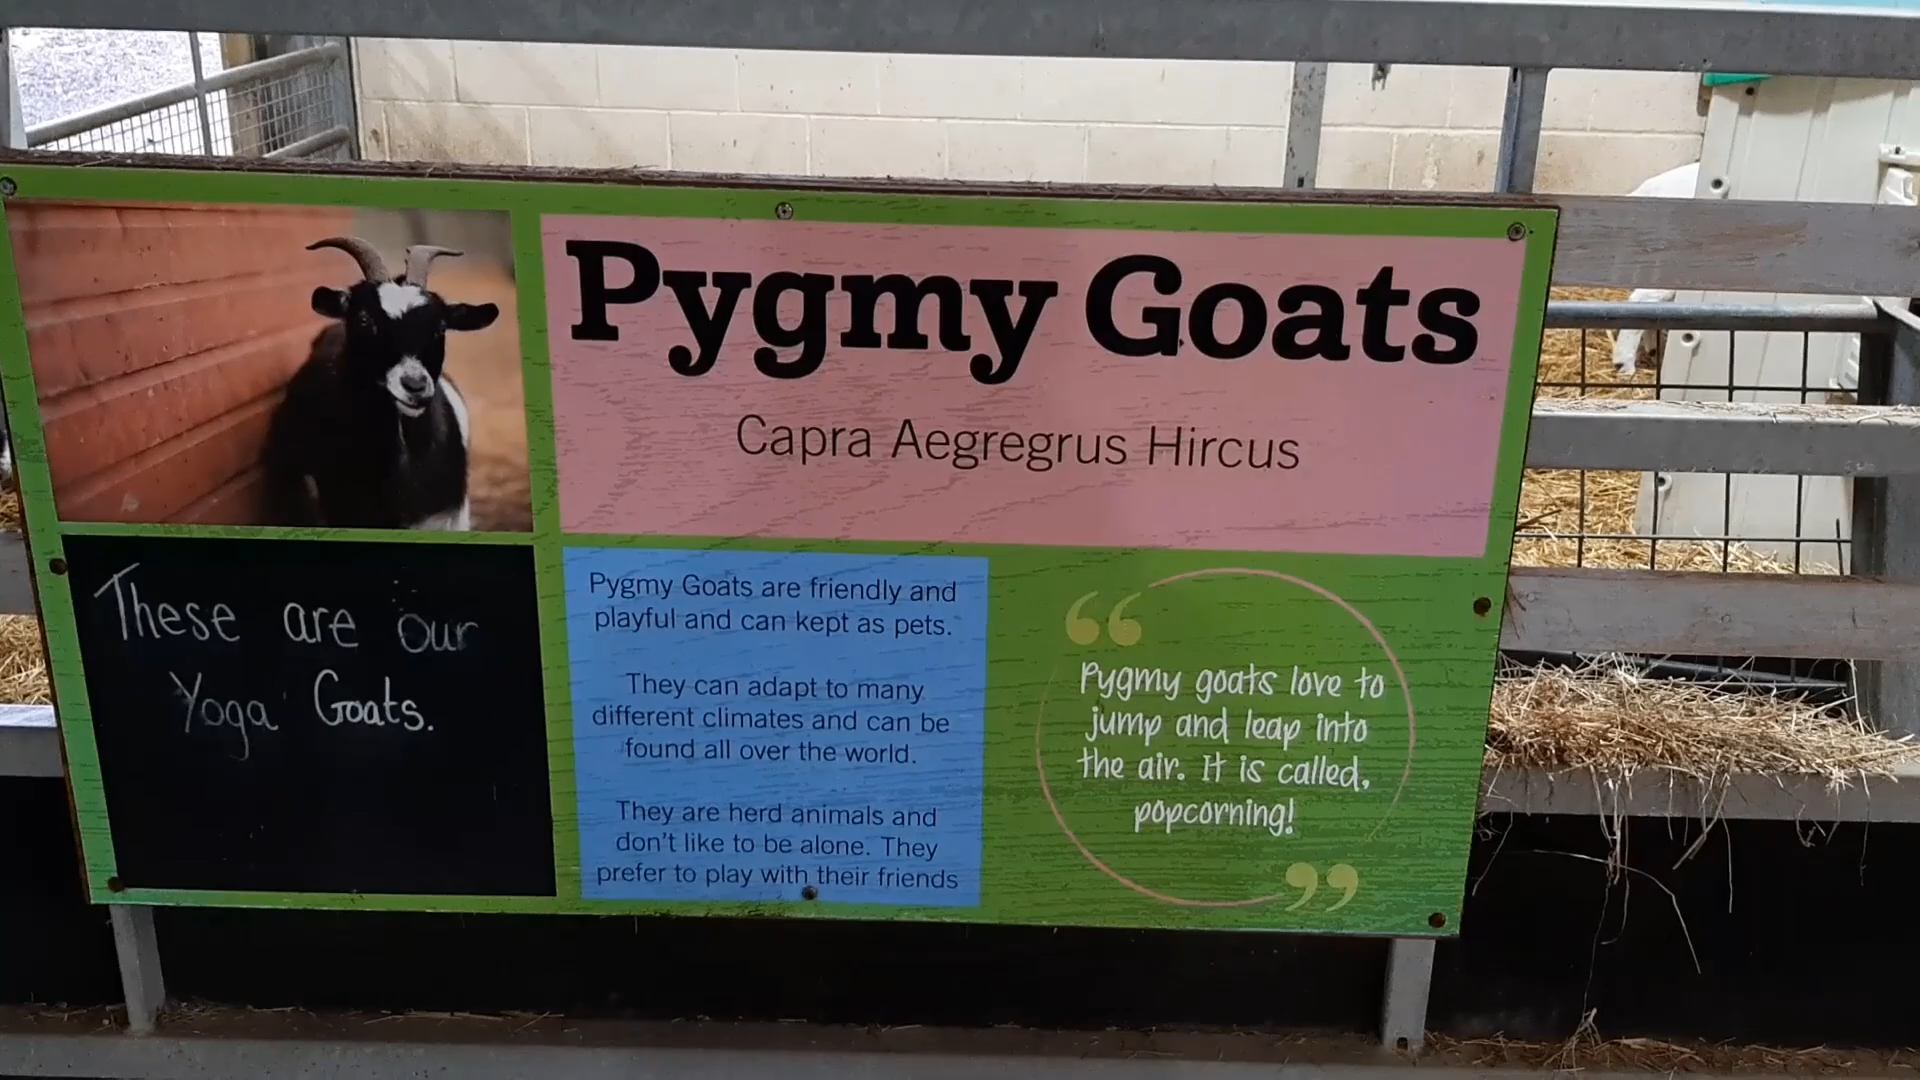 Pygmy Goats
Capra Aegregrus Hircus
These are our
Yoga Goats.
Pygmy Goats are friendly and
playful and can kept as pets.
They can adapt to many
different climates and can be
found all over the world.
They are herd animals and
don't like to be alone. They
prefer to play with their friends
“
Pygmy goats love to
jump and leap into
the air. It is called,
popcorning!
”